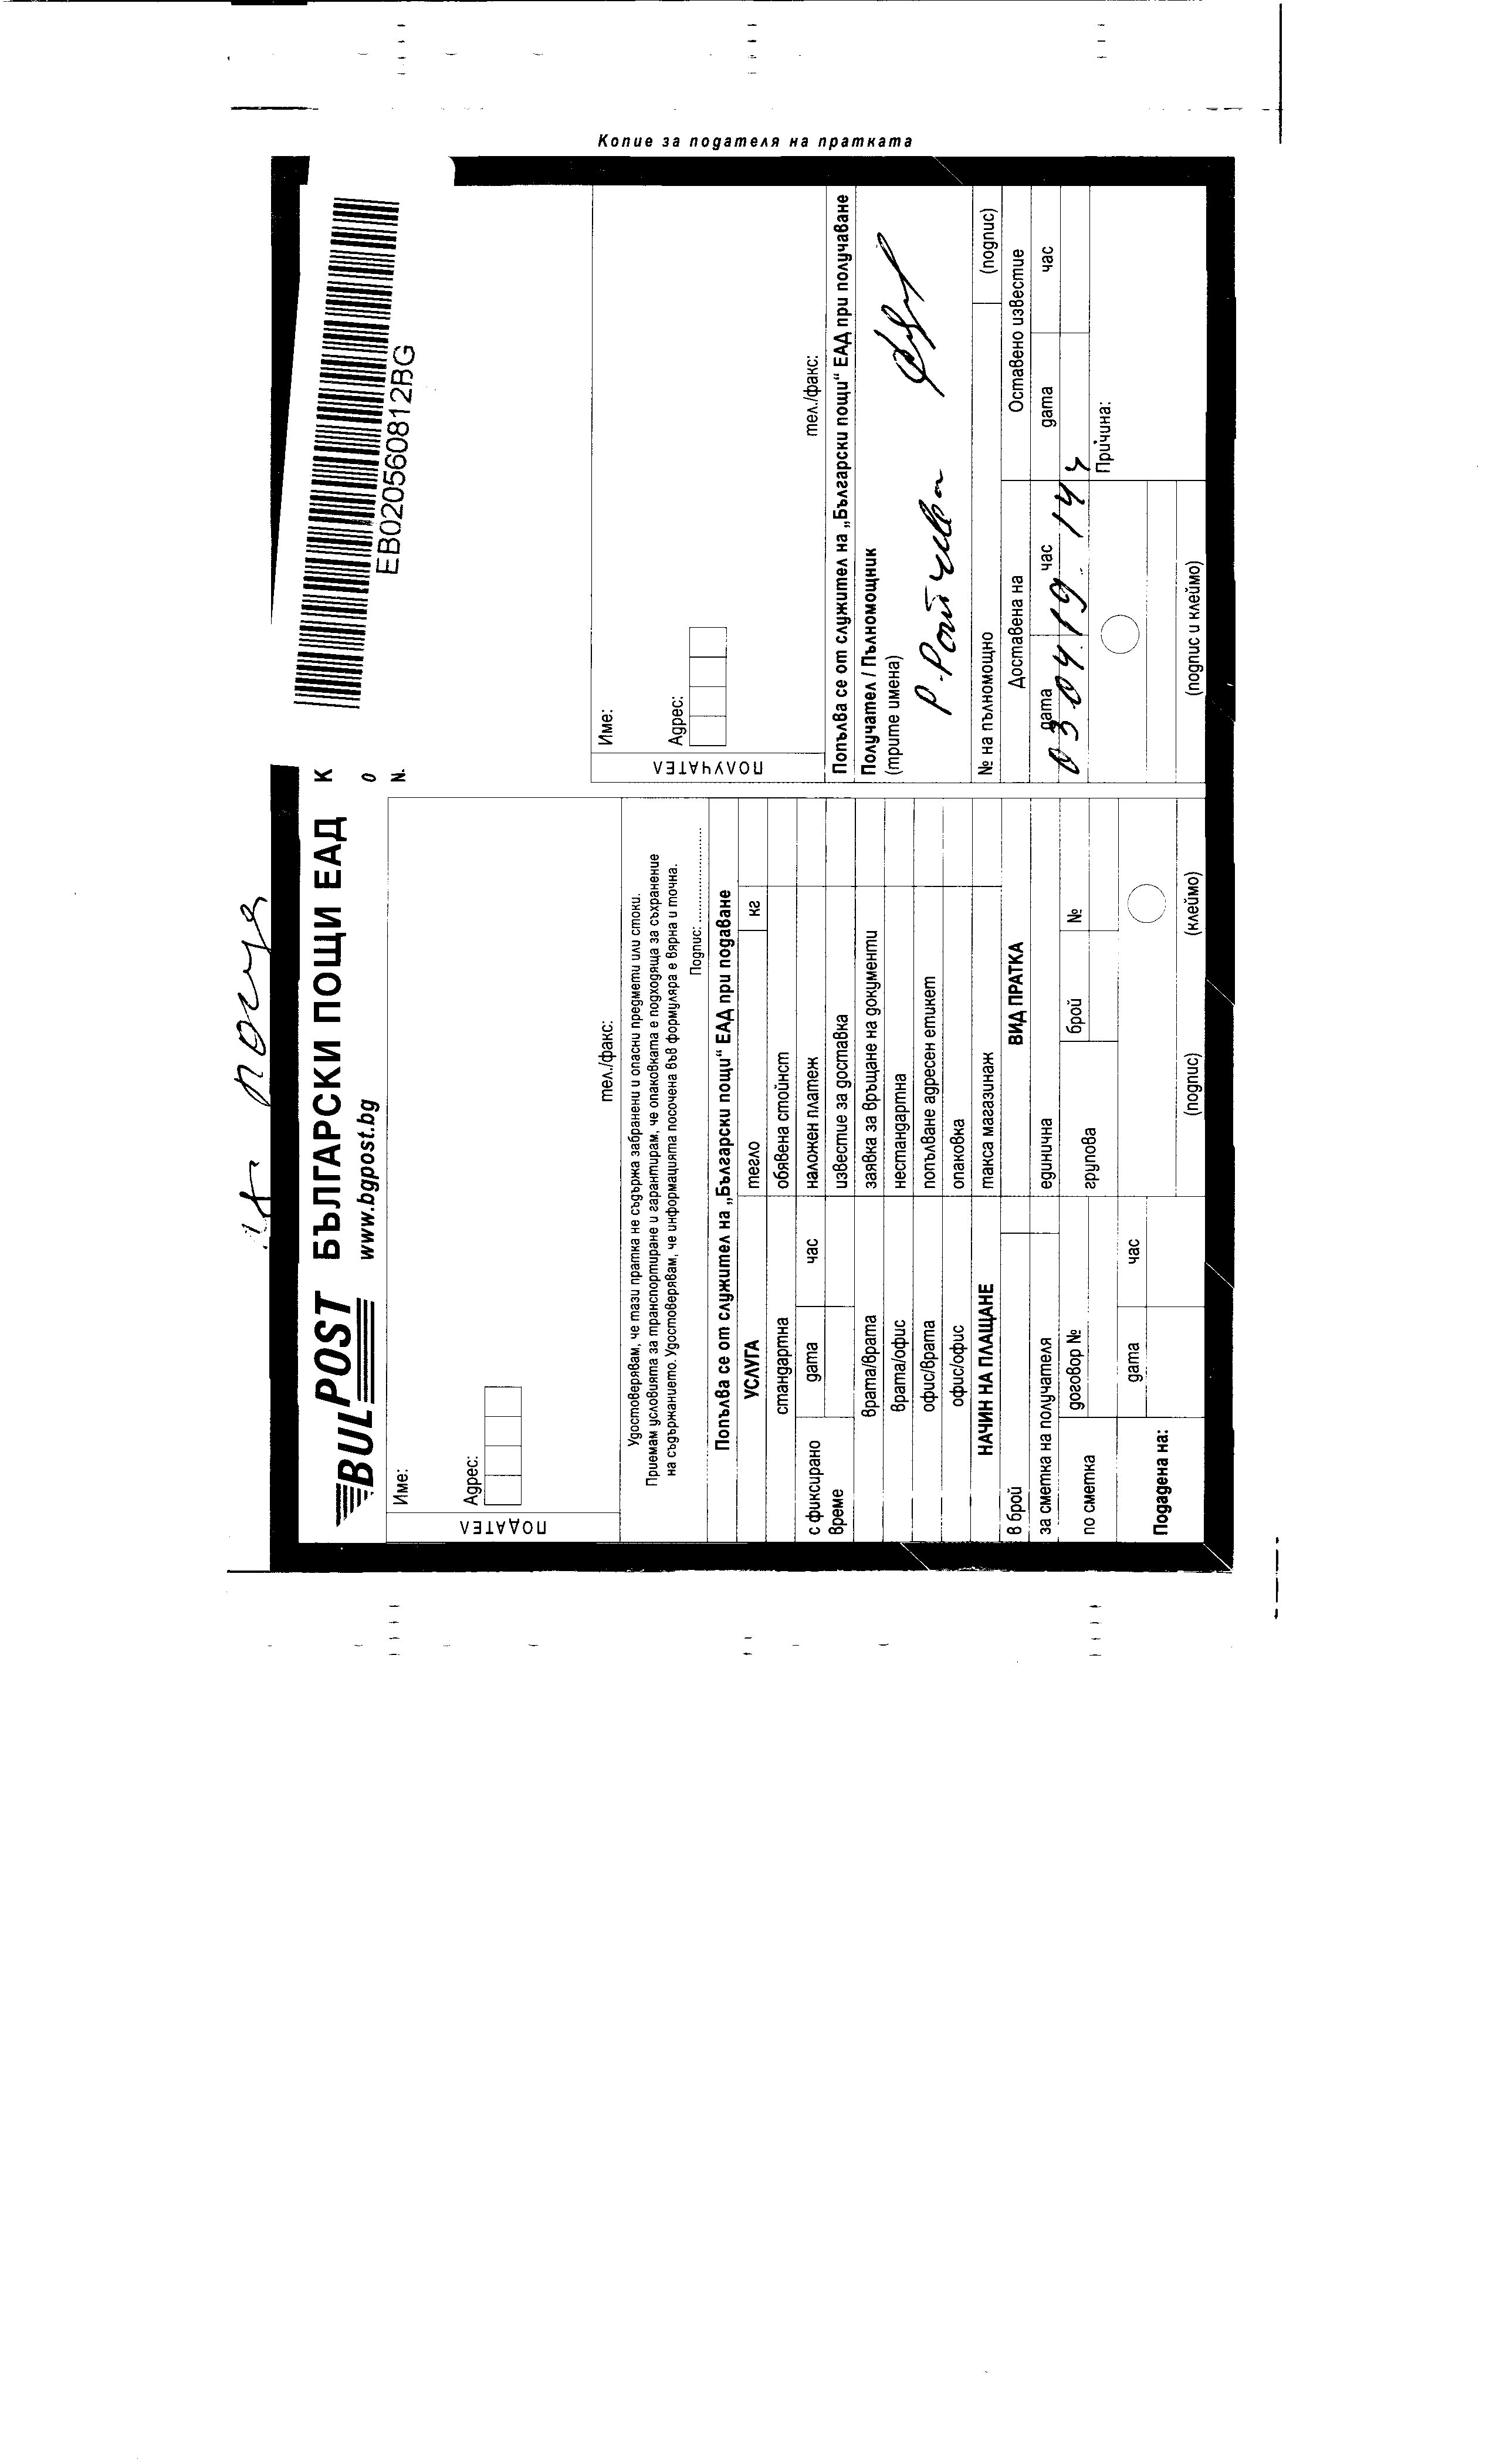 поща
BULPOST БЪЛГАРСКИ ПОЩИ ЕАД
www.bgpost.bg
К
О
N.
EB020560812BG
ПОДАТЕЛ
Име:
Адрес:
тел./факс:
Удостоверявам, че тази пратка не съдържа забранени и опасни предмети или стоки.
Приемам условията за транспортиране и гарантирам, че опаковката е подходяща за съхранение
на съдържанието. Удостоверявам, че информацията посочена във формуляра е вярна и точна.
Подпис: ........................
Попълва се от служител на „Български пощи“ ЕАД при подаване
УСЛУГА тегло кг
стандартна обявена стойнст
с фиксирано време дата час наложен платеж
известие за доставка
врата/врата заявка за връщане на документи
врата/офис нестандартна
офис/врата попълване адресен етикет
офис/офис опаковка
НАЧИН НА ПЛАЩАНЕ такса магазинаж
в брой ВИД ПРАТКА
за сметка на получателя единична брой №
по сметка договор № групова
Подадена на: дата час
(подпис) (клеймо)
ПОЛУЧАТЕЛ
Име:
Адрес:
тел./факс:
Попълва се от служител на „Български пощи“ ЕАД при получаване
Получател / Пълномощник
(трите имена)
Р. Ройчева
№ на пълномощно (подпис)
Доставена на Оставено известие
дата час дата час
03 04.19. 14 ч
Причина:
(подпис и клеймо)
Копие за подателя на пратката